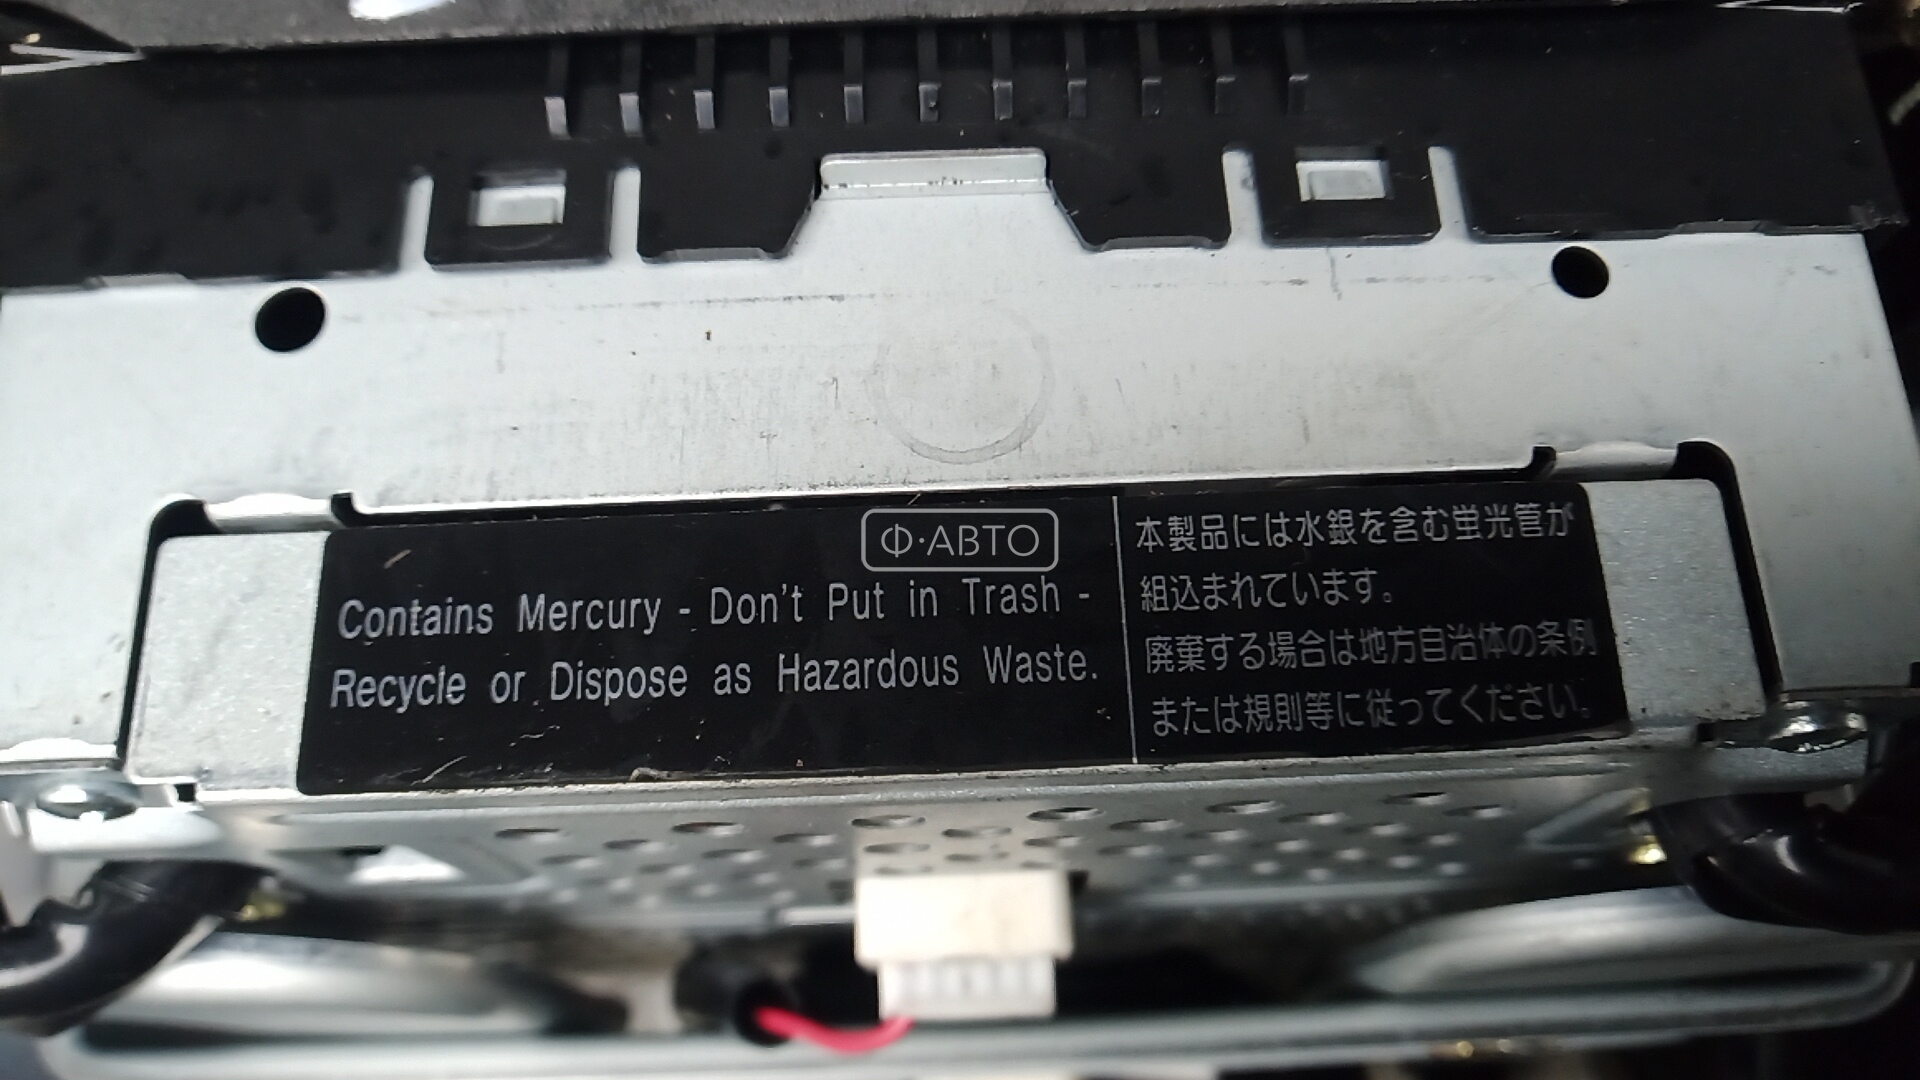 Ф·АВТО
Contains Mercury - Don't Put in Trash -
Recycle or Dispose as Hazardous Waste.
本製品には水銀を含む蛍光管が
組込まれています。
廃棄する場合は地方自治体の条例
または規則等に従ってください。